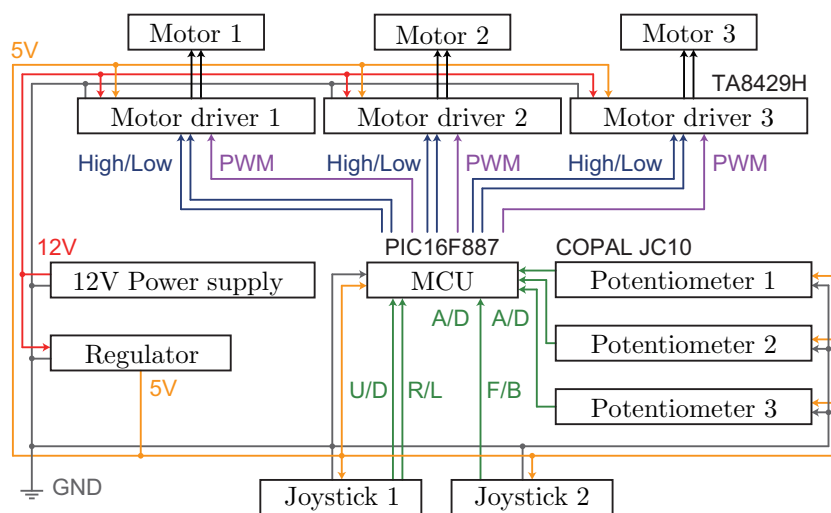 Motor 1
Motor 2
Motor 3
5V
TA8429H
Motor driver 1
Motor driver 2
Motor driver 3
High/Low
PWM
High/Low
PWM
High/Low
PWM
12V
PIC16F887
COPAL JC10
12V Power supply
MCU
Potentiometer 1
A/D
A/D
Regulator
Potentiometer 2
5V
U/D
R/L
F/B
Potentiometer 3
GND
Joystick 1
Joystick 2